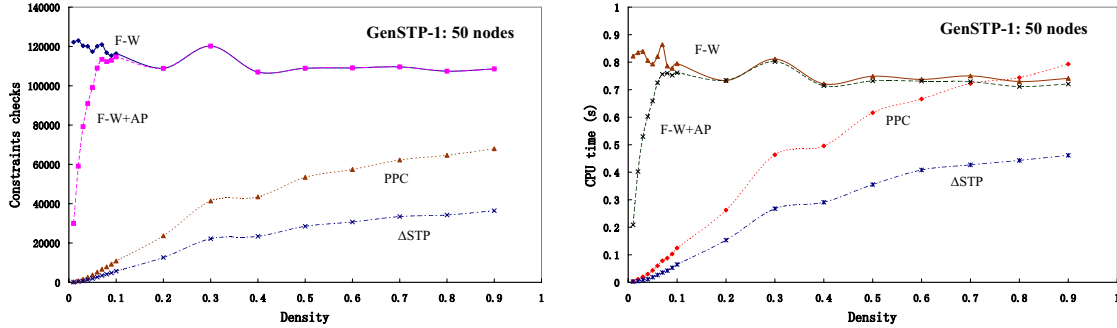 GenSTP-1: 50 nodes
Constraints checks
140000
120000
100000
80000
60000
40000
20000
0
F-W
F-W+AP
PPC
ΔSTP
0 0.1 0.2 0.3 0.4 0.5 0.6 0.7 0.8 0.9 1
Density
GenSTP-1: 50 nodes
CPU time (s)
1
0.9
0.8
0.7
0.6
0.5
0.4
0.3
0.2
0.1
0
F-W
F-W+AP
PPC
ΔSTP
0 0.1 0.2 0.3 0.4 0.5 0.6 0.7 0.8 0.9 1
Density